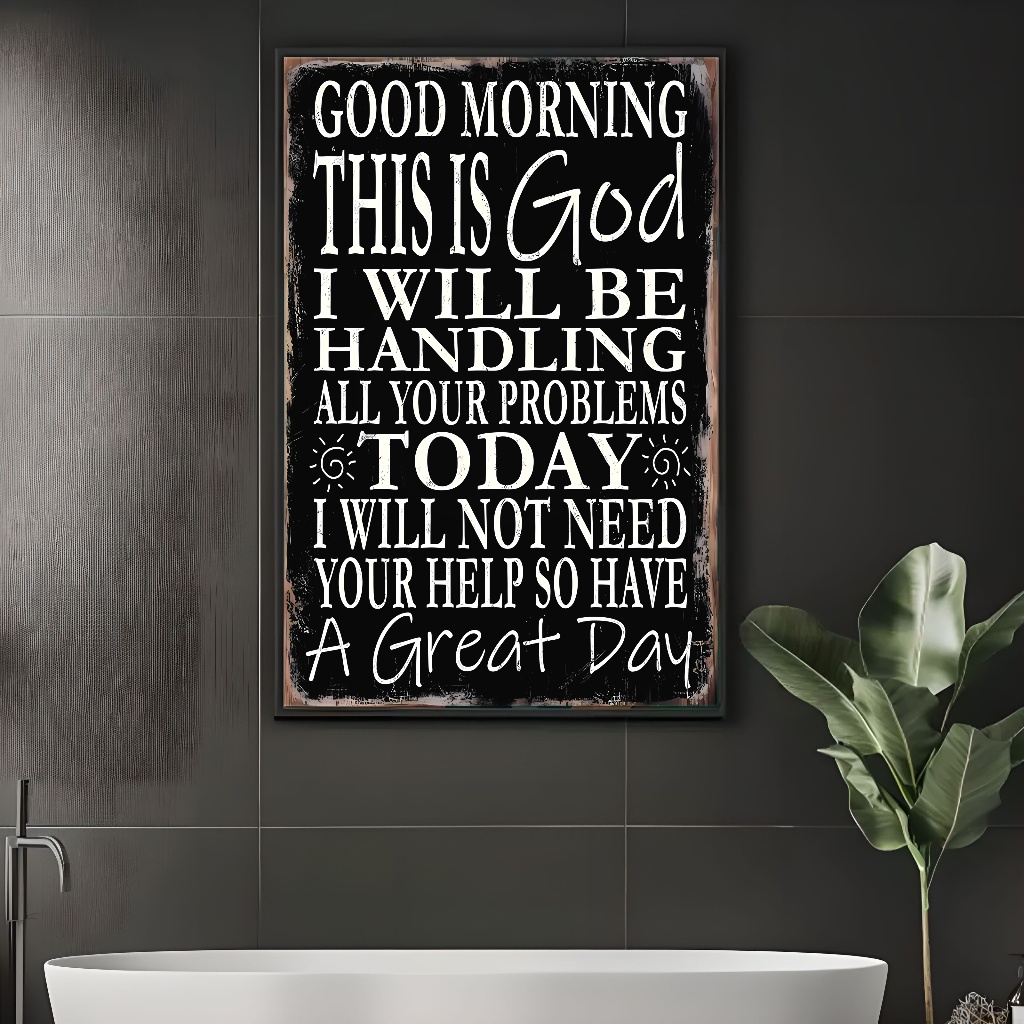 GOOD MORNING
THIS IS God
I WILL BE
HANDLING
ALL YOUR PROBLEMS
TODAY
I WILL NOT NEED
YOUR HELP SO HAVE
A Great Day